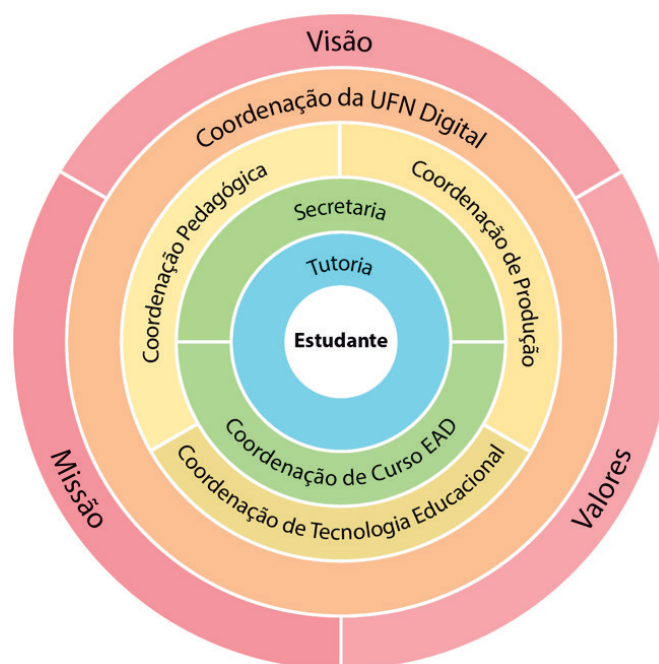 Visão
Coordenação da UFN Digital
Coordenação Pedagógica
Coordenação de Produção
Secretaria
Tutoria
Estudante
Coordenação de Curso EAD
Coordenação de Tecnologia Educacional
Missão
Valores